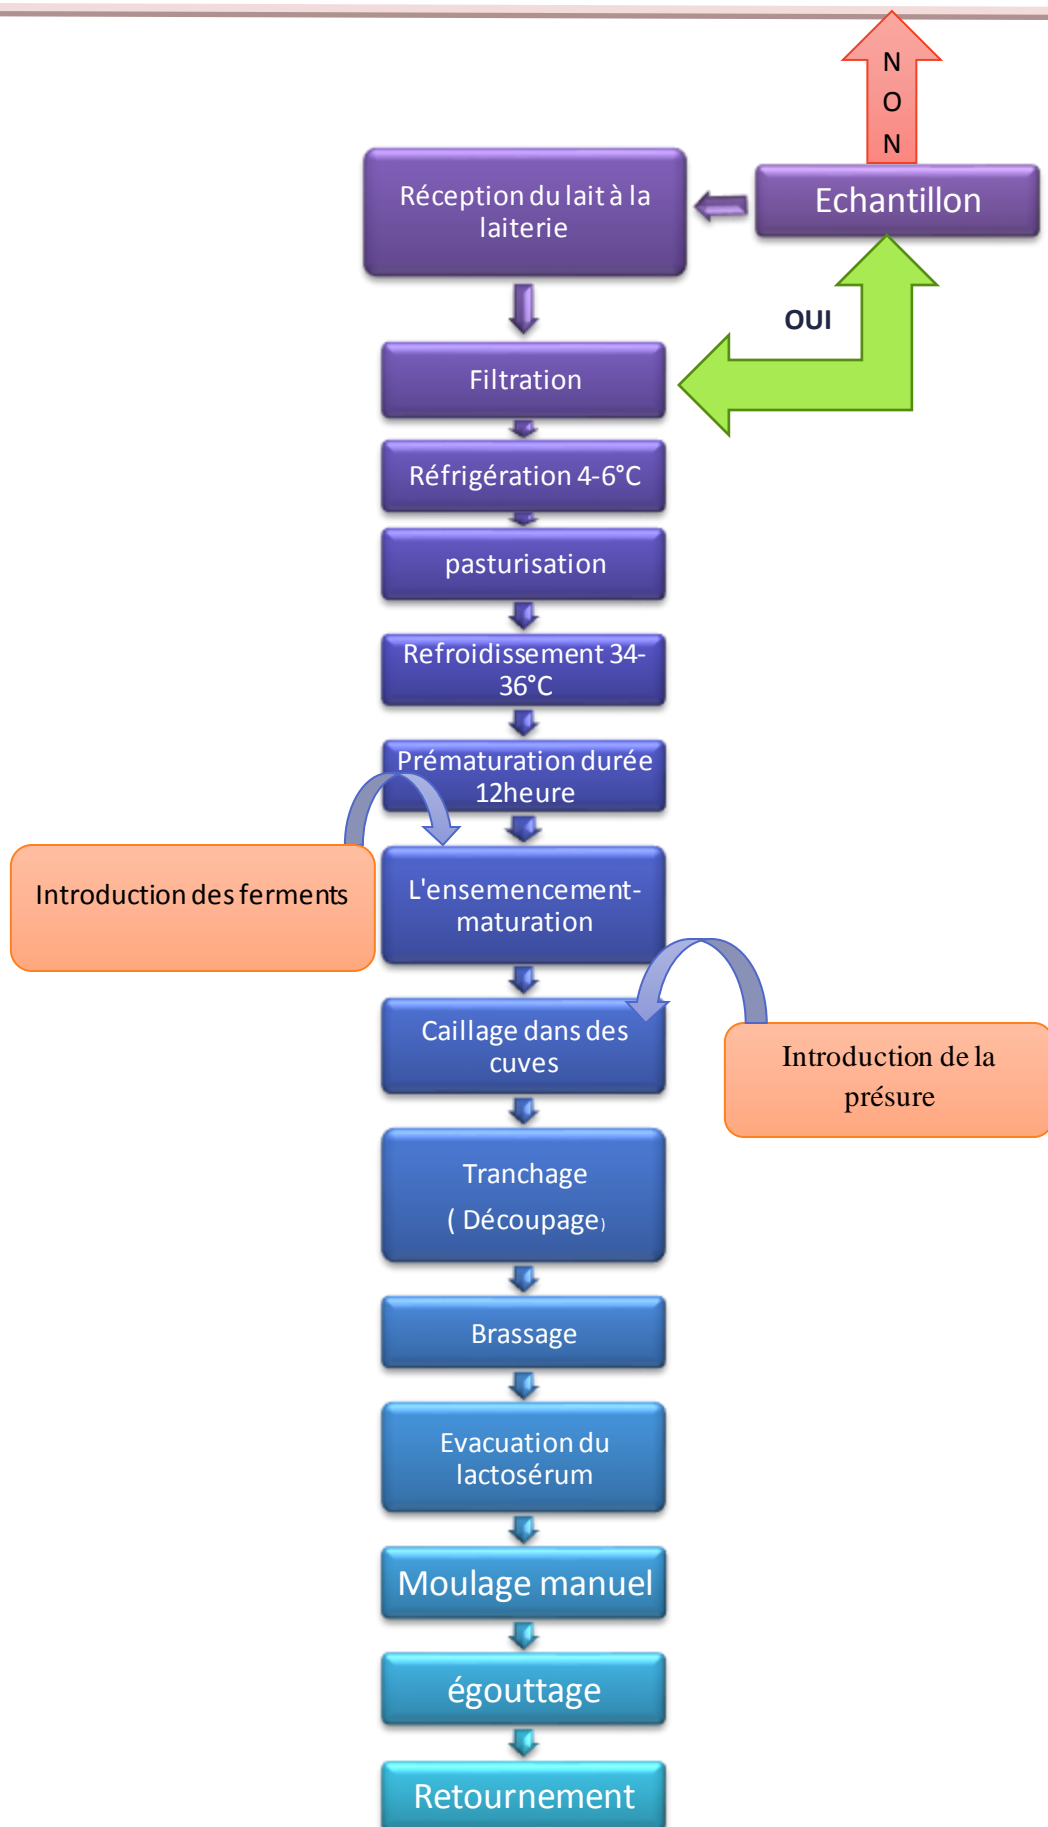 N
O
N
Réception du lait à la
laiterie
Echantillon
OUI
Filtration
Réfrigération 4-6°C
pasturisation
Refroidissement 34-
36°C
Prématuration durée
12heure
Introduction des ferments
L'ensemencement-
maturation
Caillage dans des
cuves
Introduction de la
présure
Tranchage
( Découpage)
Brassage
Evacuation du
lactosérum
Moulage manuel
égouttage
Retournement